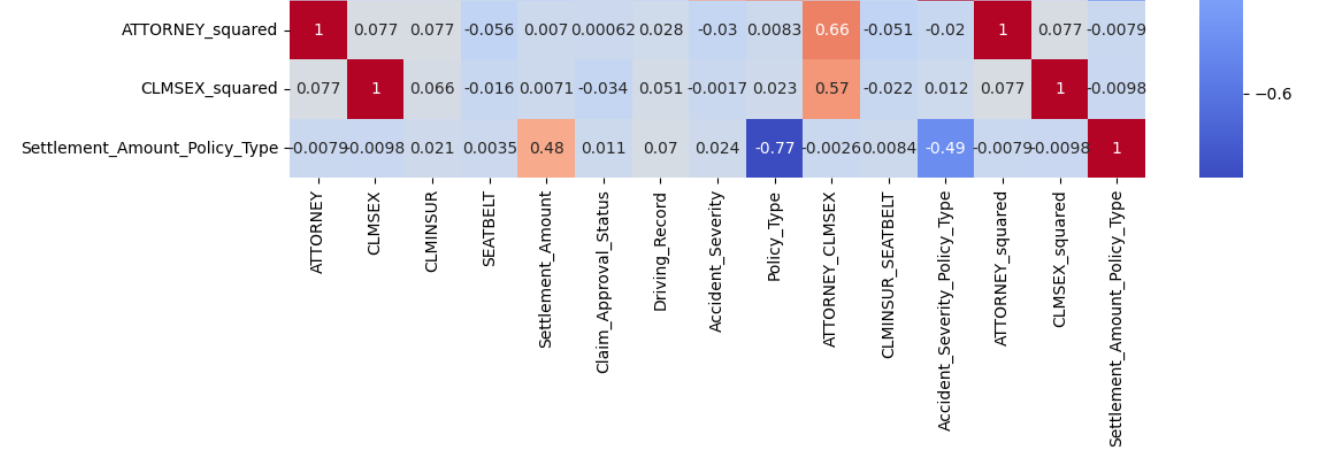 ATTORNEY_squared 1 0.077 0.077 -0.056 0.007 0.00062 0.028 -0.03 0.0083 0.66 -0.051 -0.02 1 0.077 -0.0079
CLMSEX_squared 0.077 1 0.066 -0.016 0.0071 -0.034 0.051 -0.0017 0.023 0.57 -0.022 0.012 0.077 1 -0.0098
−0.6
Settlement_Amount_Policy_Type -0.0079 -0.0098 0.021 0.0035 0.48 0.011 0.07 0.024 -0.77 -0.0026 0.0084 -0.49 -0.0079 -0.0098 1
ATTORNEY
CLMSEX
CLMINSUR
SEATBELT
Settlement_Amount
Claim_Approval_Status
Driving_Record
Accident_Severity
Policy_Type
ATTORNEY_CLMSEX
CLMINSUR_SEATBELT
Accident_Severity_Policy_Type
ATTORNEY_squared
CLMSEX_squared
Settlement_Amount_Policy_Type